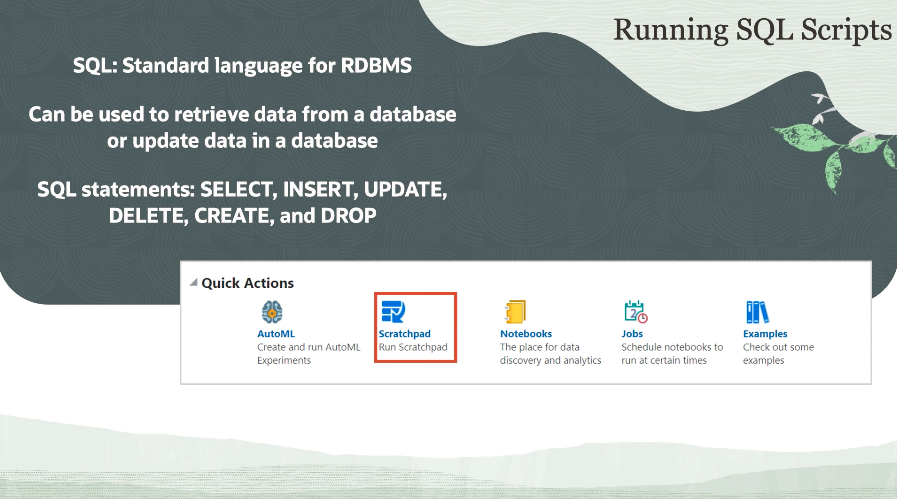 Running SQL Scripts
SQL: Standard language for RDBMS
Can be used to retrieve data from a database
or update data in a database
SQL statements: SELECT, INSERT, UPDATE,
DELETE, CREATE, and DROP
Quick Actions
AutoML
Create and run AutoML
Experiments
Scratchpad
Run Scratchpad
Notebooks
The place for data
discovery and analytics
Jobs
Schedule notebooks to
run at certain times
Examples
Check out some
examples